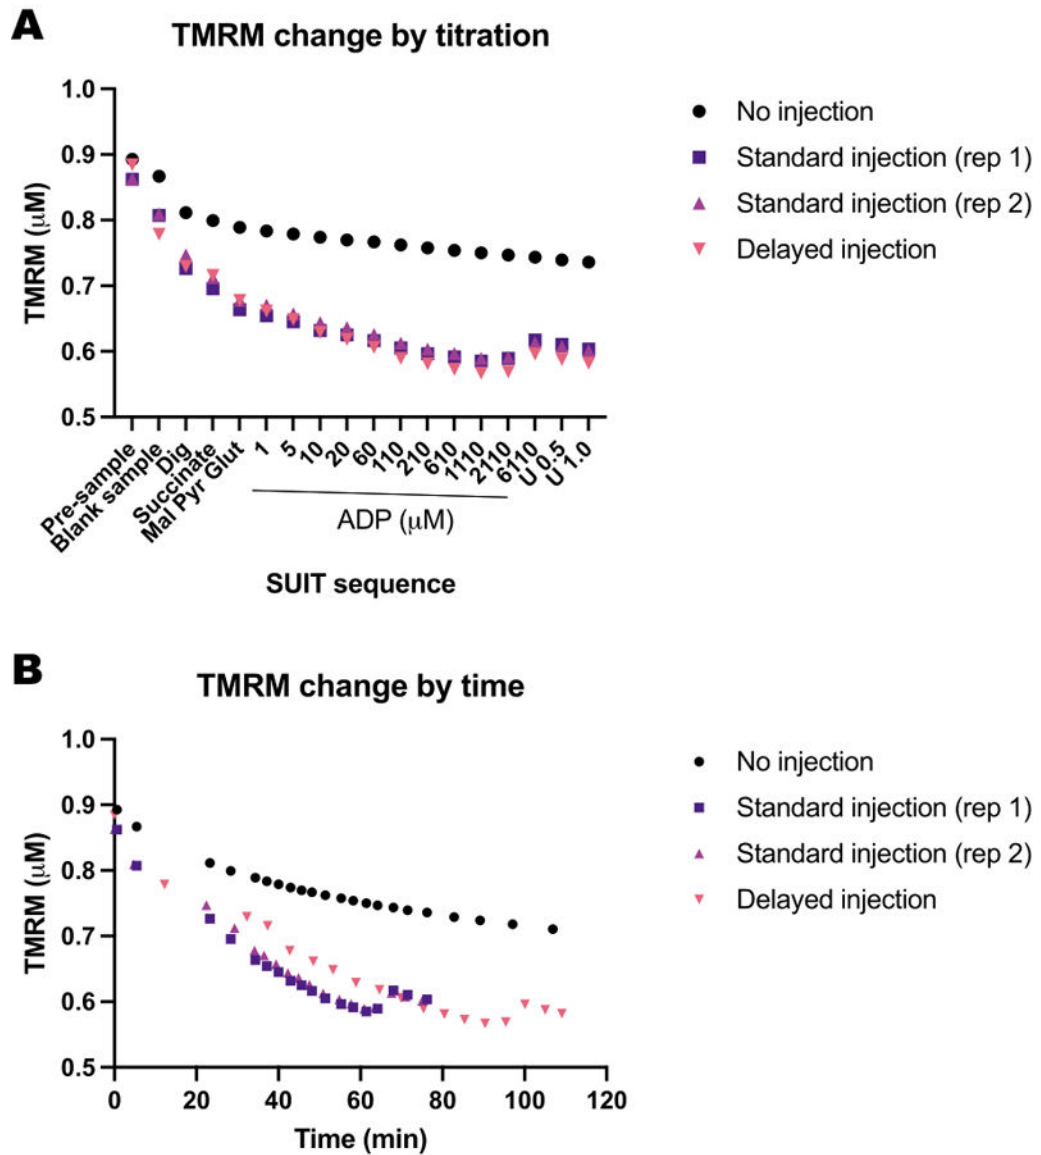 A
TMRM change by titration
1.0
0.9
0.8
0.7
0.6
0.5
TMRM (μM)
Pre-sample
Blank sample
Dig
Succinate
Mal Pyr Glut
1
5
10
20
60
110
210
610
1110
2110
6110
U 0.5
U 1.0
ADP (μM)
SUIT sequence
No injection
Standard injection (rep 1)
Standard injection (rep 2)
Delayed injection
B
TMRM change by time
1.0
0.9
0.8
0.7
0.6
0.5
TMRM (μM)
0 20 40 60 80 100 120
Time (min)
No injection
Standard injection (rep 1)
Standard injection (rep 2)
Delayed injection